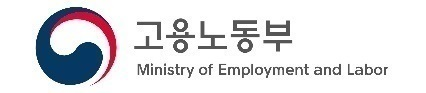 고용노동부
Ministry of Employment and Labor